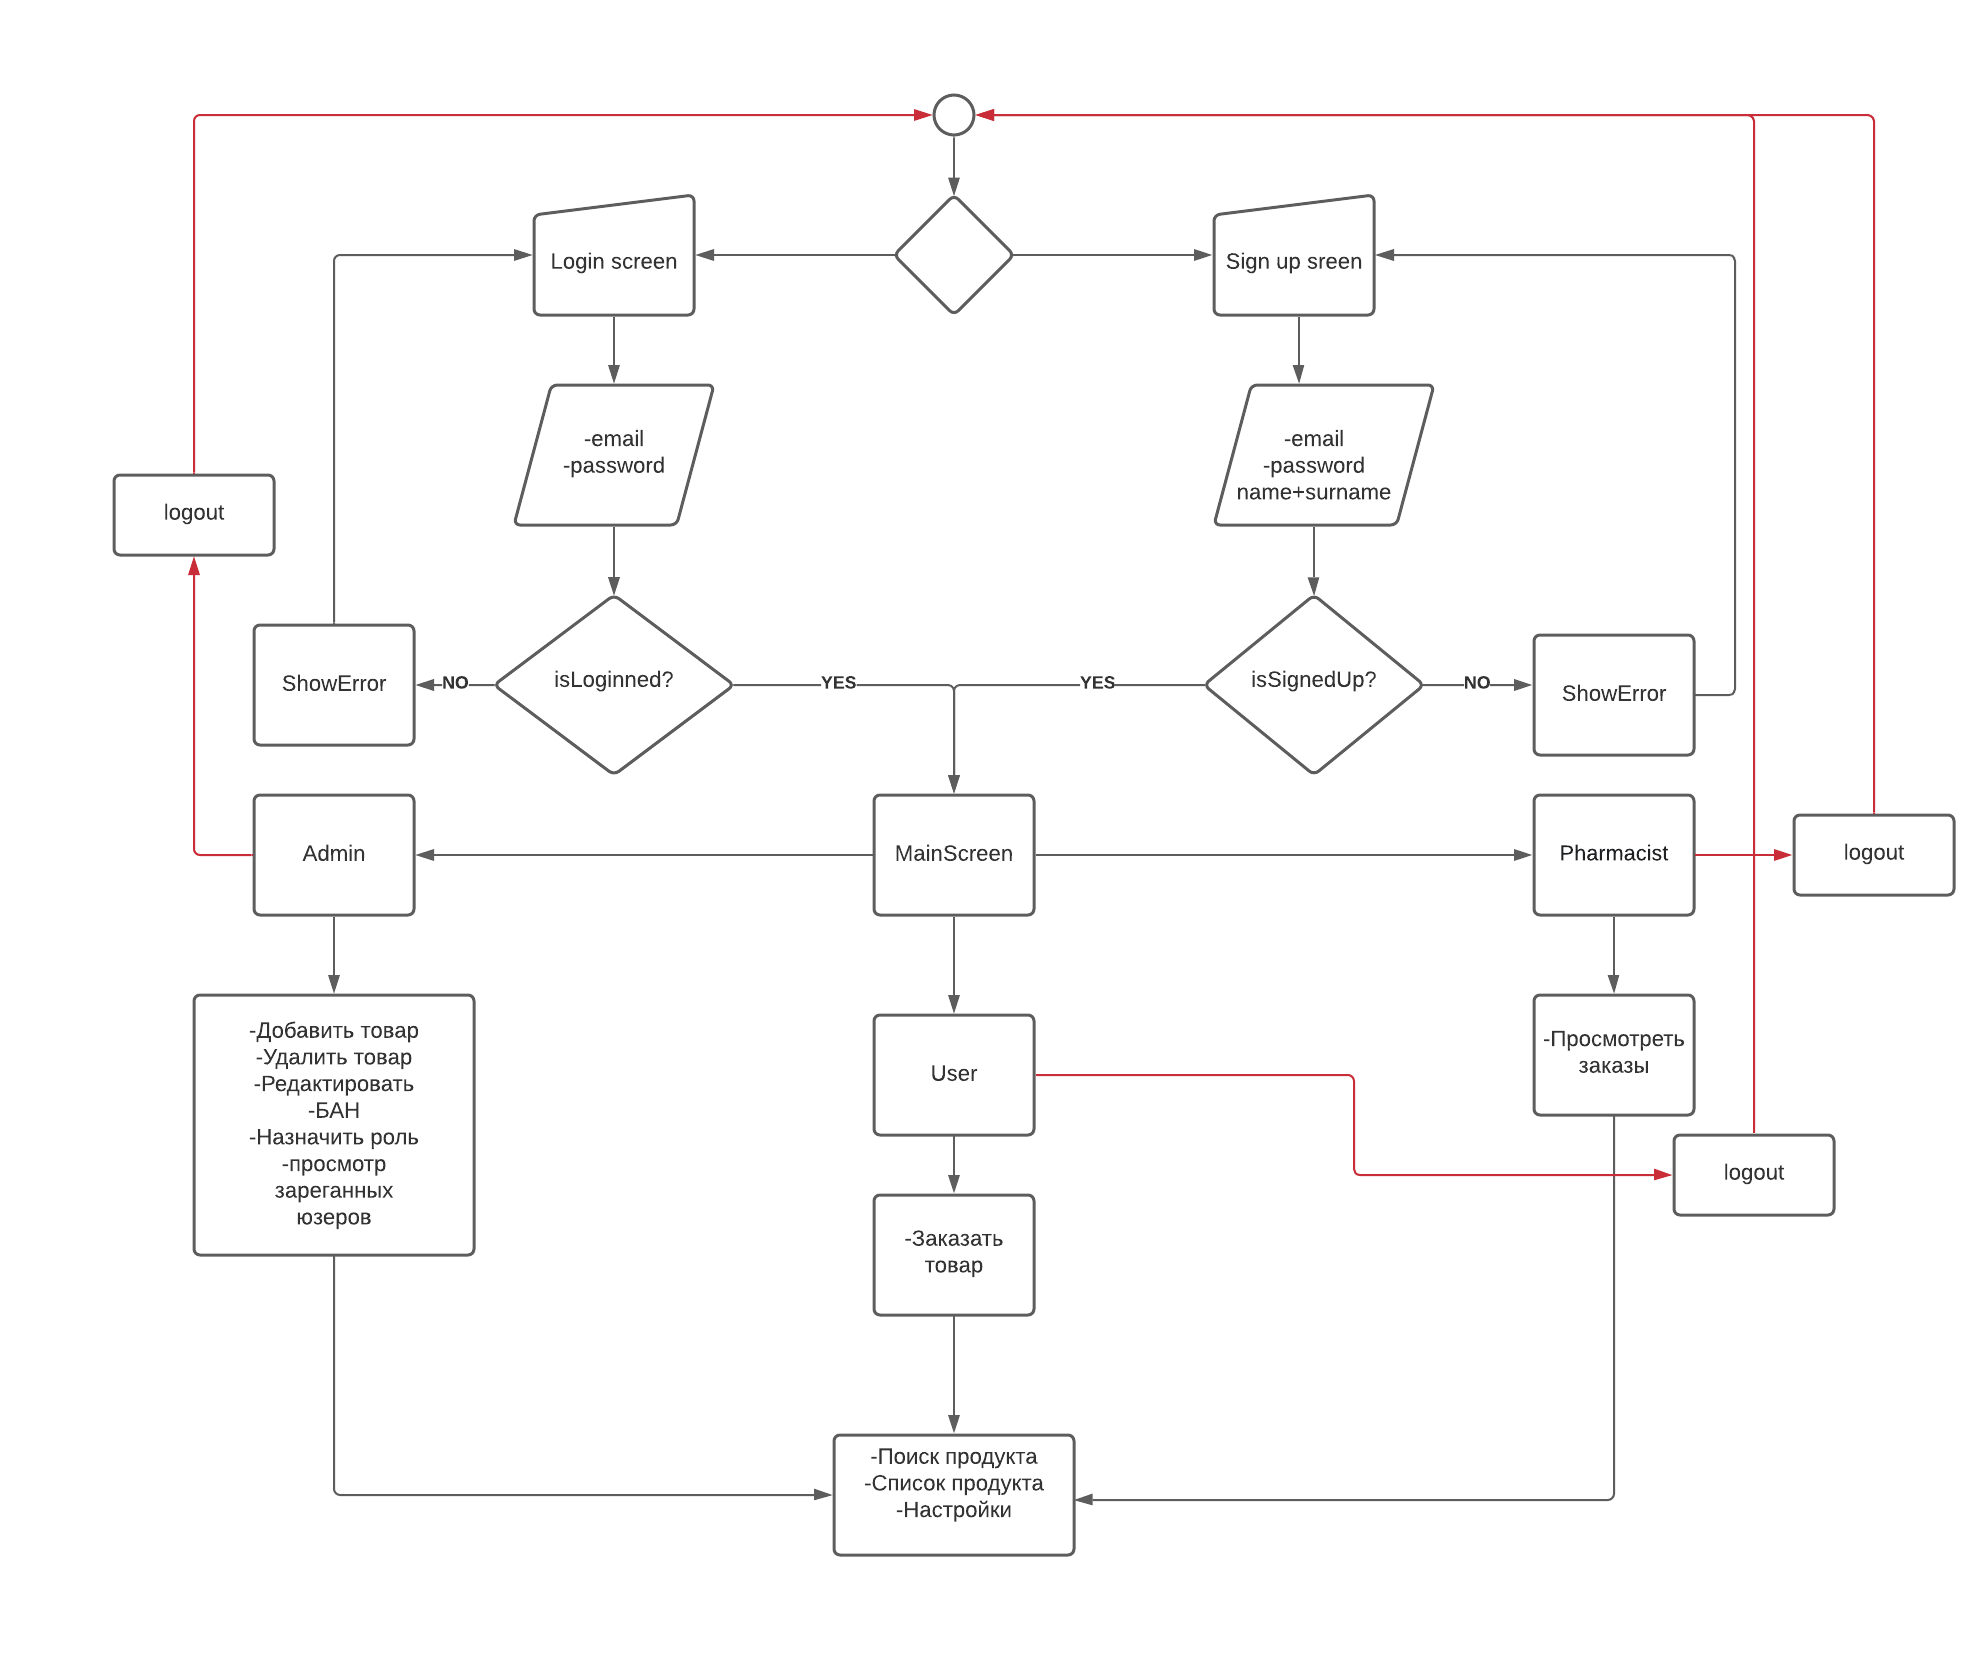 Login screen
Sign up sreen
-email
-password
-email
-password
name+surname
logout
ShowError
NO
isLoginned?
YES
YES
isSignedUp?
NO
ShowError
Admin
MainScreen
Pharmacist
logout
-Добавить товар
-Удалить товар
-Редактировать
-БАН
-Назначить роль
-просмотр
зареганных
юзеров
User
-Просмотреть
заказы
logout
-Заказать
товар
-Поиск продукта
-Список продукта
-Настройки